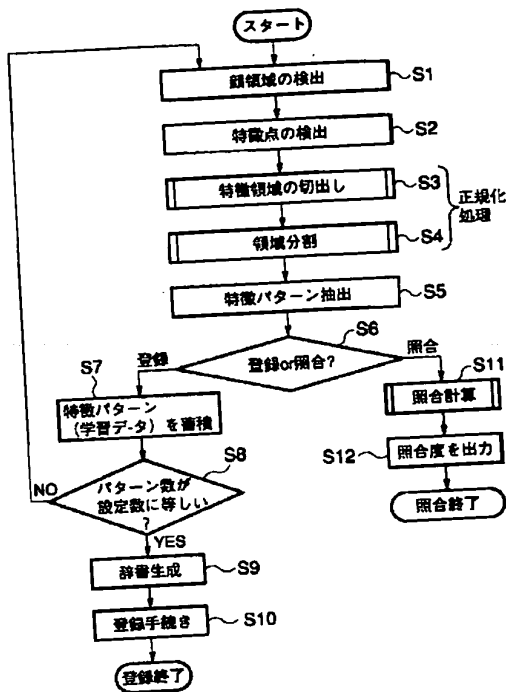 スタート
顔領域の検出
S1
特徴点の検出
S2
特徴領域の切出し
S3
領域分割
S4
正規化
処理
特徴パターン抽出
S5
登録or照合?
S6
登録
照合
S7
特徴パターン
(学習データ)を蓄積
S8
パターン数が
設定数に等しい
?
NO
YES
辞書生成
S9
登録手続き
S10
登録終了
S11
照合計算
S12
照合度を出力
照合終了